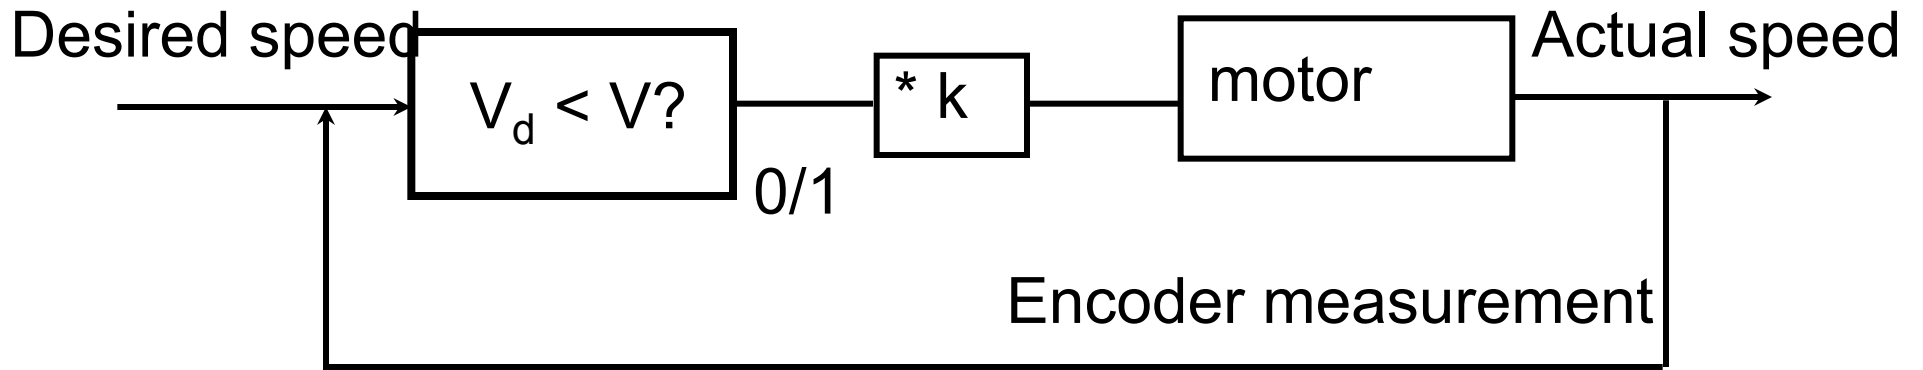 Desired speed
V_d < V?
0/1
* k
motor
Actual speed
Encoder measurement